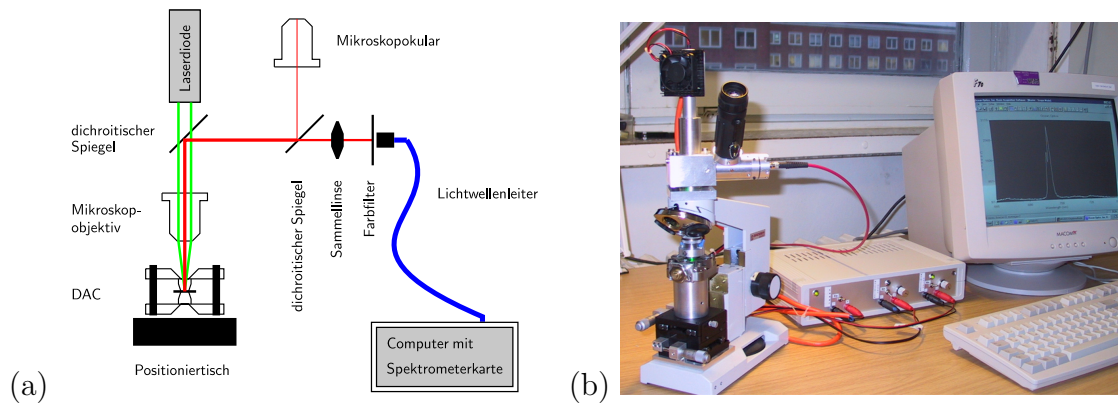 Laserdiode
Mikroskopokular
dichroitischer
Spiegel
Mikroskop-
objektiv
dichroitischer Spiegel
Sammellinse
Farbfilter
Lichtwellenleiter
DAC
Positioniertisch
Computer mit
Spektrometerkarte
(a)
(b)